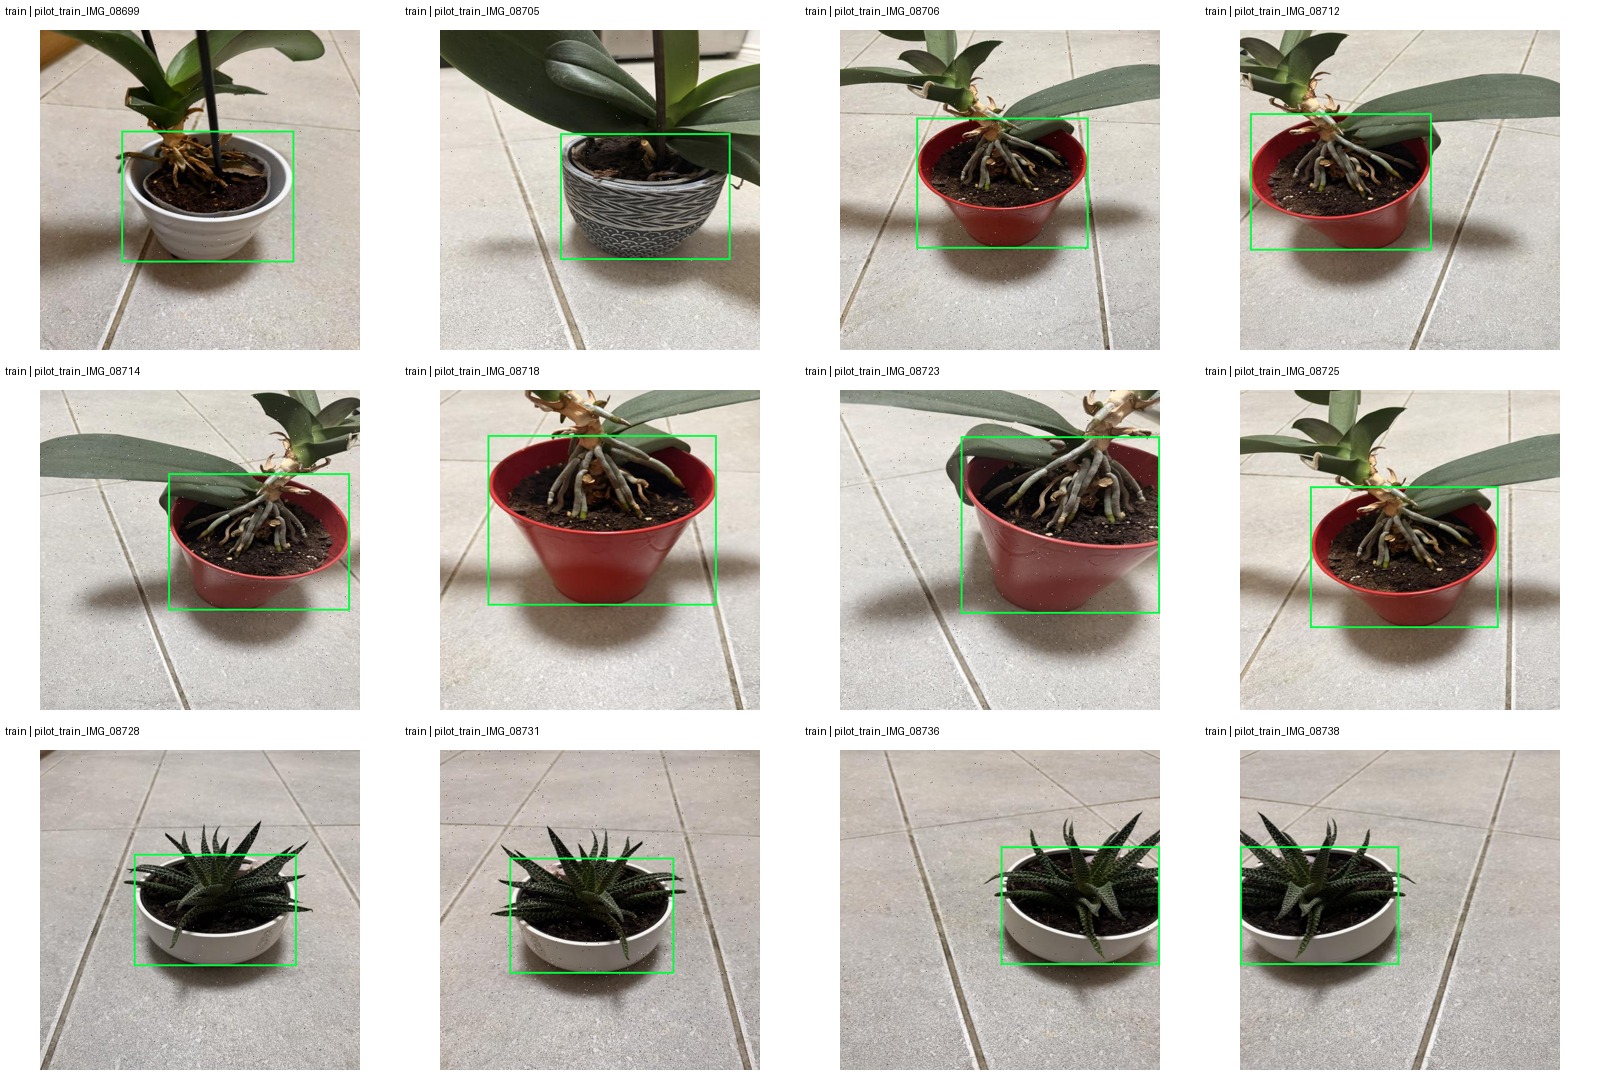 train | pilot_train_IMG_08699
train | pilot_train_IMG_08705
train | pilot_train_IMG_08706
train | pilot_train_IMG_08712
train | pilot_train_IMG_08714
train | pilot_train_IMG_08718
train | pilot_train_IMG_08723
train | pilot_train_IMG_08725
train | pilot_train_IMG_08728
train | pilot_train_IMG_08731
train | pilot_train_IMG_08736
train | pilot_train_IMG_08738